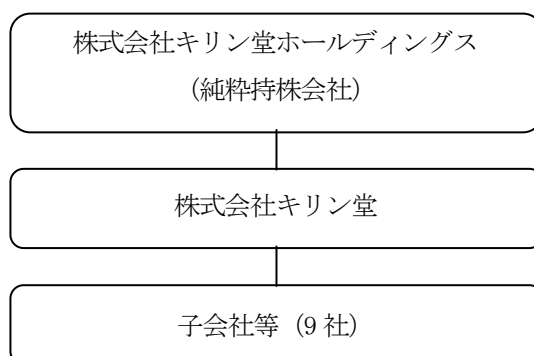 株式会社キリン堂ホールディングス
（純粋持株会社）
株式会社キリン堂
子会社等（9 社）